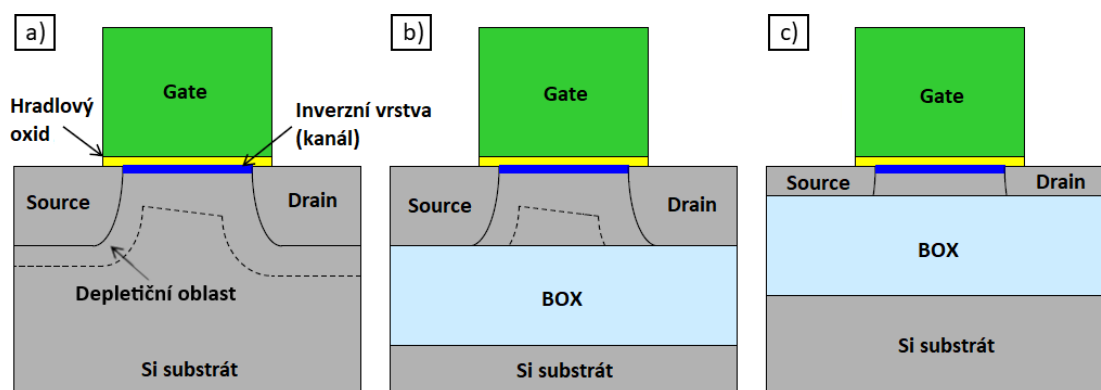 a)
Gate
Hradlový
oxid
Inverzní vrstva
(kanál)
Source
Drain
Depletiční oblast
Si substrát
b)
Gate
Source
Drain
BOX
Si substrát
c)
Gate
Source
Drain
BOX
Si substrát